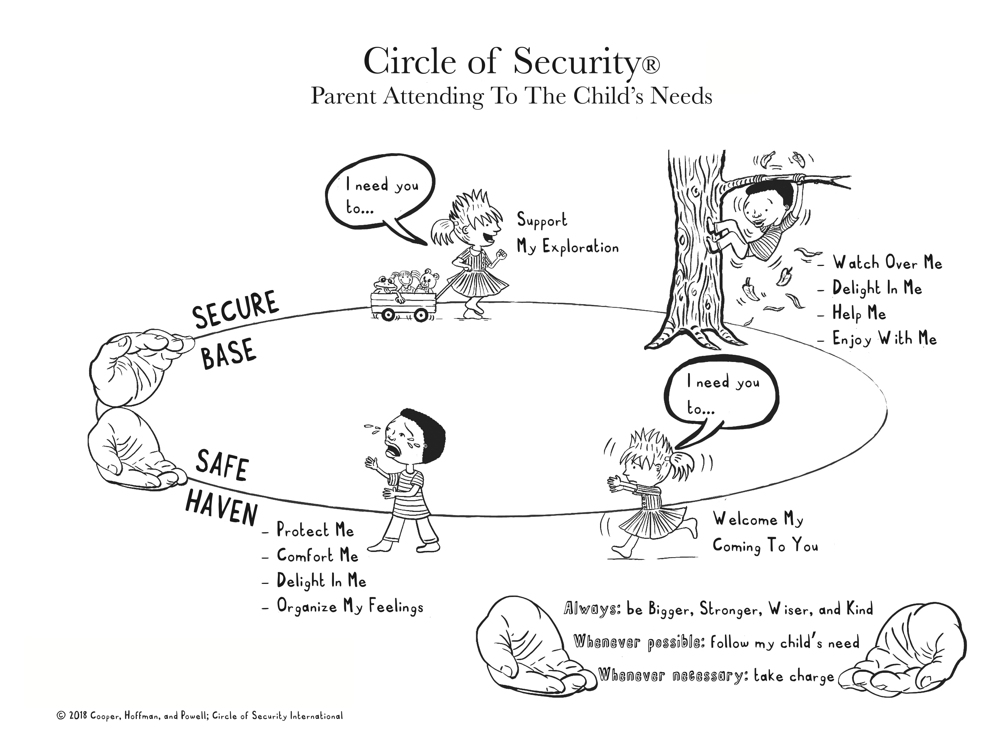 Circle of Security®
Parent Attending To The Child's Needs
I need you
to...
Support
My Exploration
– Watch Over Me
– Delight In Me
– Help Me
– Enjoy With Me
SECURE
BASE
I need you
to...
Welcome My
Coming To You
SAFE
HAVEN
– Protect Me
– Comfort Me
– Delight In Me
– Organize My Feelings
Always: be Bigger, Stronger, Wiser, and Kind
Whenever possible: follow my child's need
Whenever necessary: take charge
© 2018 Cooper, Hoffman, and Powell; Circle of Security International